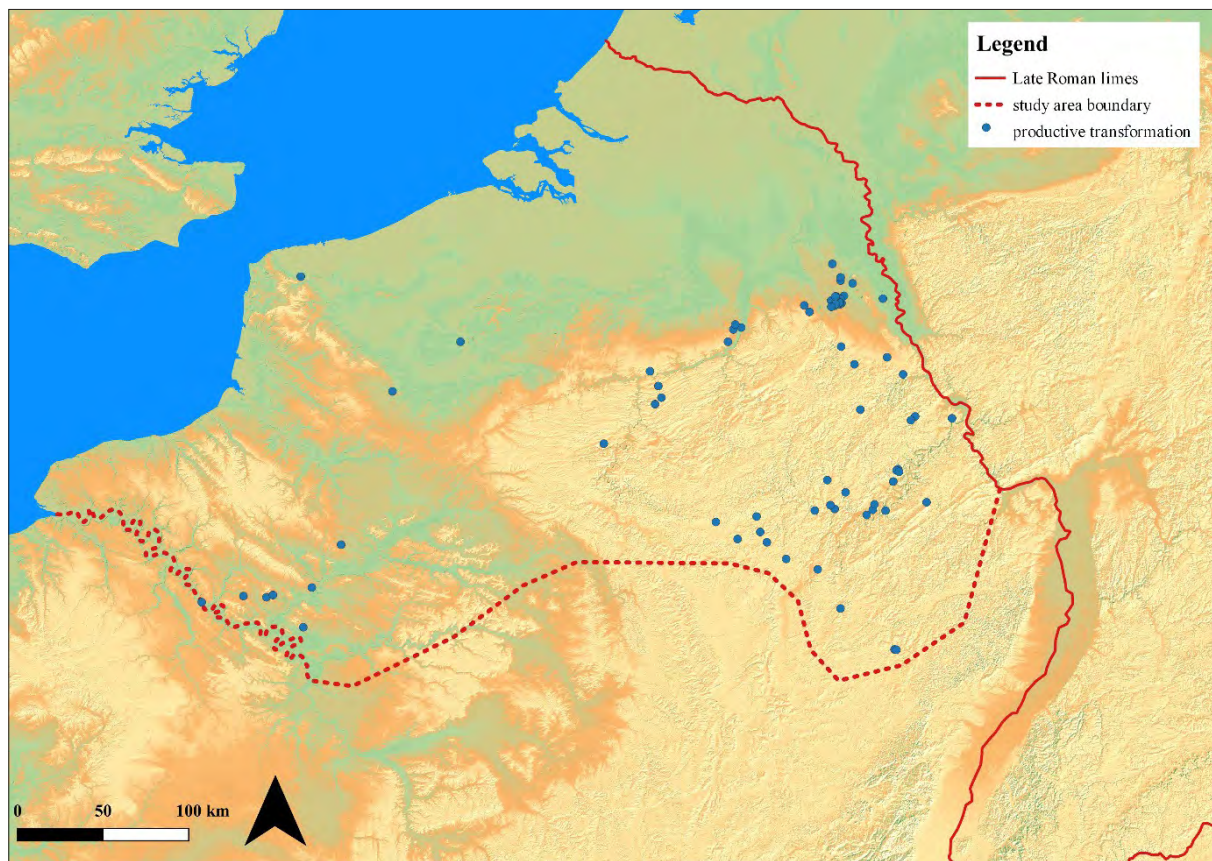 Legend
Late Roman limes
study area boundary
productive transformation
0 50 100 km